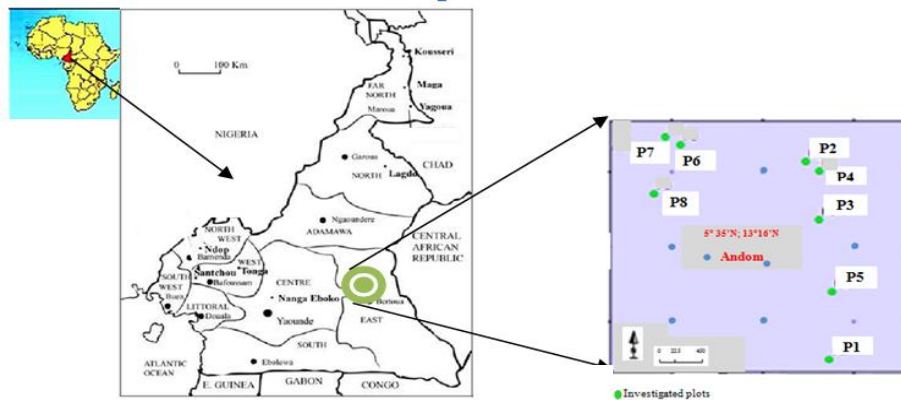 100 Km
Kousseri
Maga
Yagoua
FAR
NORTH
Maroua
NIGERIA
Garoua
CHAD
NORTH
Lagdo
Ngaoundere
ADAMAWA
CENTRAL
AFRICAN
REPUBLIC
NORTH
WEST
Ndop
Bamenda
WEST
Tonga
Santchou
Bafoussam
SOUTH
WEST
Buea
LITTORAL
Douala
CENTRE
Nanga Eboko
Yaounde
Bertoua
EAST
SOUTH
Ebolowa
ATLANTIC
OCEAN
E. GUINEA
GABON
CONGO
P7
P6
P2
P4
P8
P3
5° 35'N; 13°16'N
Andom
P5
P1
0
450
Investigated plots